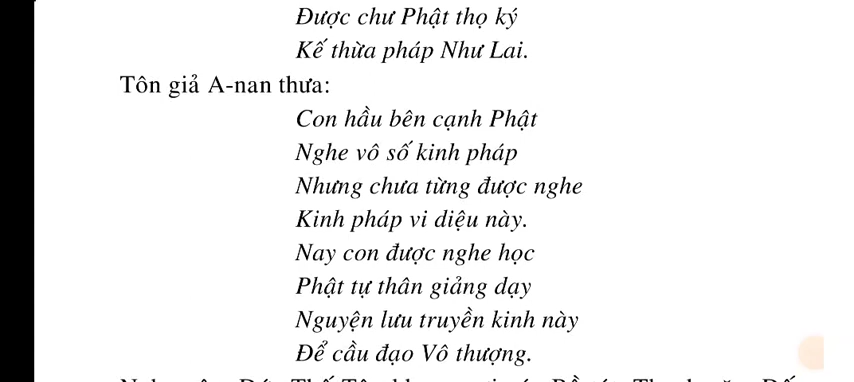 Được chư Phật thọ ký
Kế thừa pháp Như Lai.
Tôn giả A-nan thưa:
Con hầu bên cạnh Phật
Nghe vô số kinh pháp
Nhưng chưa từng được nghe
Kinh pháp vi diệu này.
Nay con được nghe học
Phật tự thân giảng dạy
Nguyện lưu truyền kinh này
Để cầu đạo Vô thượng.